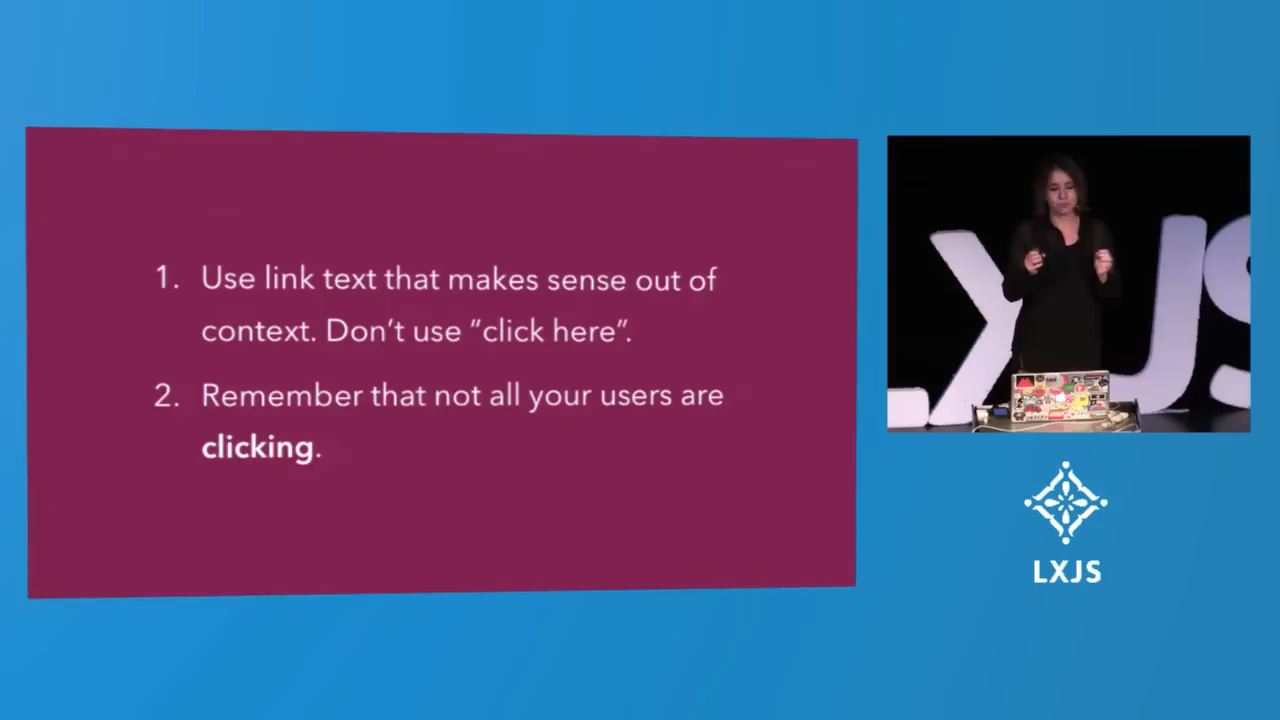 1. Use link text that makes sense out of
context. Don't use "click here".
2. Remember that not all your users are
clicking.
LXJS
LXJS